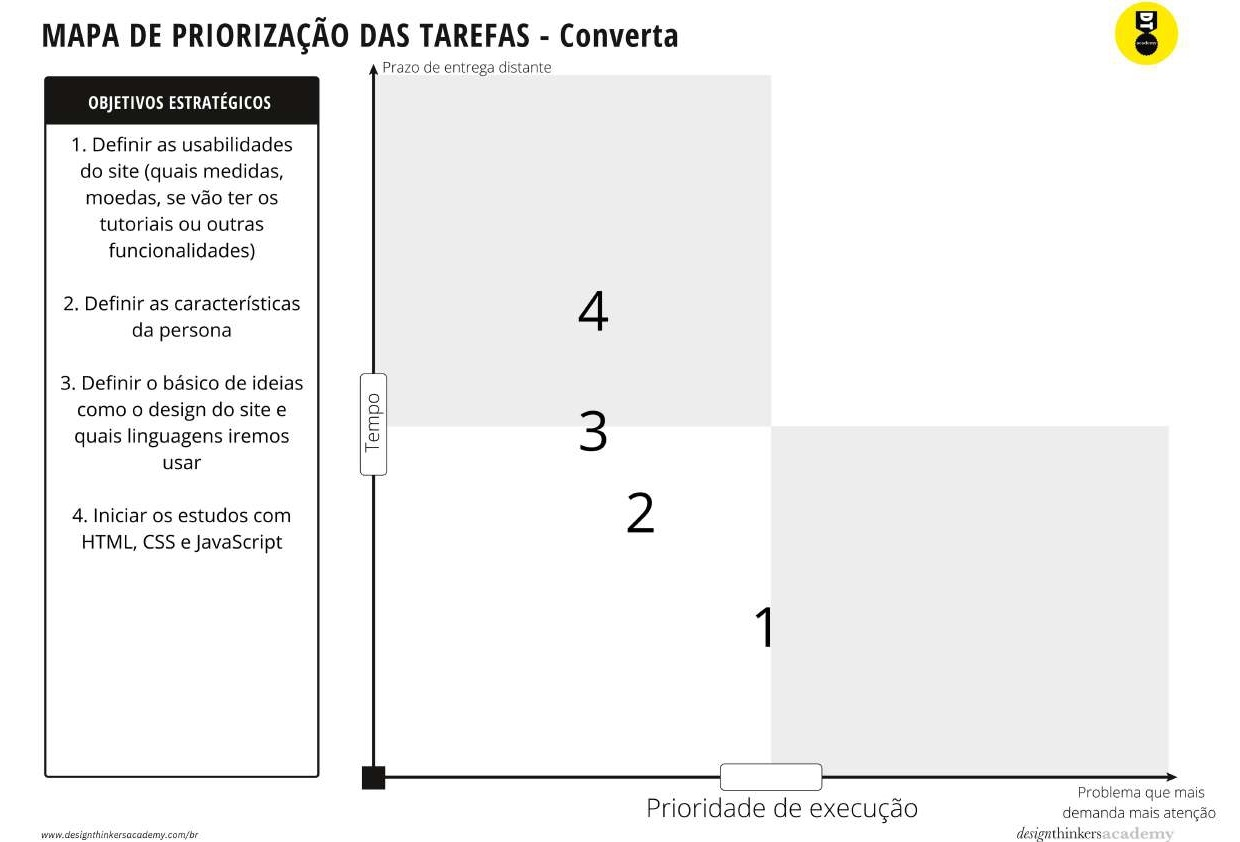 MAPA DE PRIORIZAÇÃO DAS TAREFAS - Converta
DT
academy
OBJETIVOS ESTRATÉGICOS
1. Definir as usabilidades
do site (quais medidas,
moedas, se vão ter os
tutoriais ou outras
funcionalidades)
2. Definir as características
da persona
3. Definir o básico de ideias
como o design do site e
quais linguagens iremos
usar
4. Iniciar os estudos com
HTML, CSS e JavaScript
Prazo de entrega distante
Tempo
4
3
2
1
Prioridade de execução
Problema que mais
demanda mais atenção
www.designthinkersacademy.com/br
designthinkersacademy